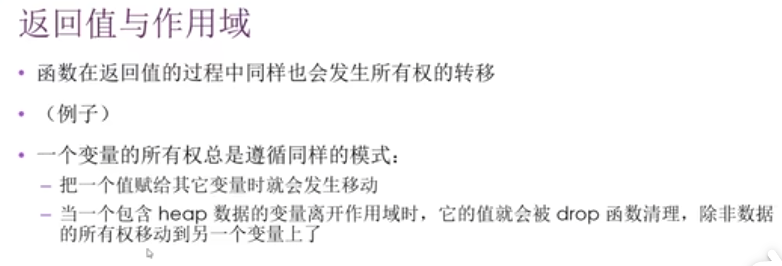 返回值与作用域
• 函数在返回值的过程中同样也会发生所有权的转移
• （例子）
• 一个变量的所有权总是遵循同样的模式：
– 把一个值赋给其它变量时就会发生移动
– 当一个包含 heap 数据的变量离开作用域时，它的值就会被 drop 函数清理，除非数据
的所有权移动到另一个变量上了